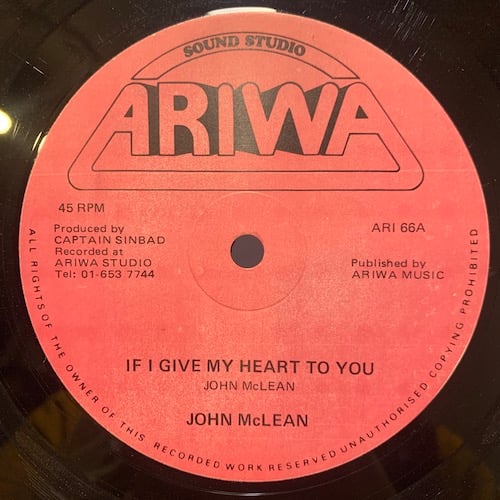 SOUND STUDIO
ARIWA
45 RPM
Produced by
CAPTAIN SINBAD
Recorded at
ARIWA STUDIO
Tel: 01-653 7744
ARI 66A
Published by
ARIWA MUSIC
IF I GIVE MY HEART TO YOU
JOHN McLEAN
JOHN McLEAN
ALL RIGHTS OF THE OWNER OF THIS RECORDED WORK RESERVED UNAUTHORISED COPYING PROHIBITED